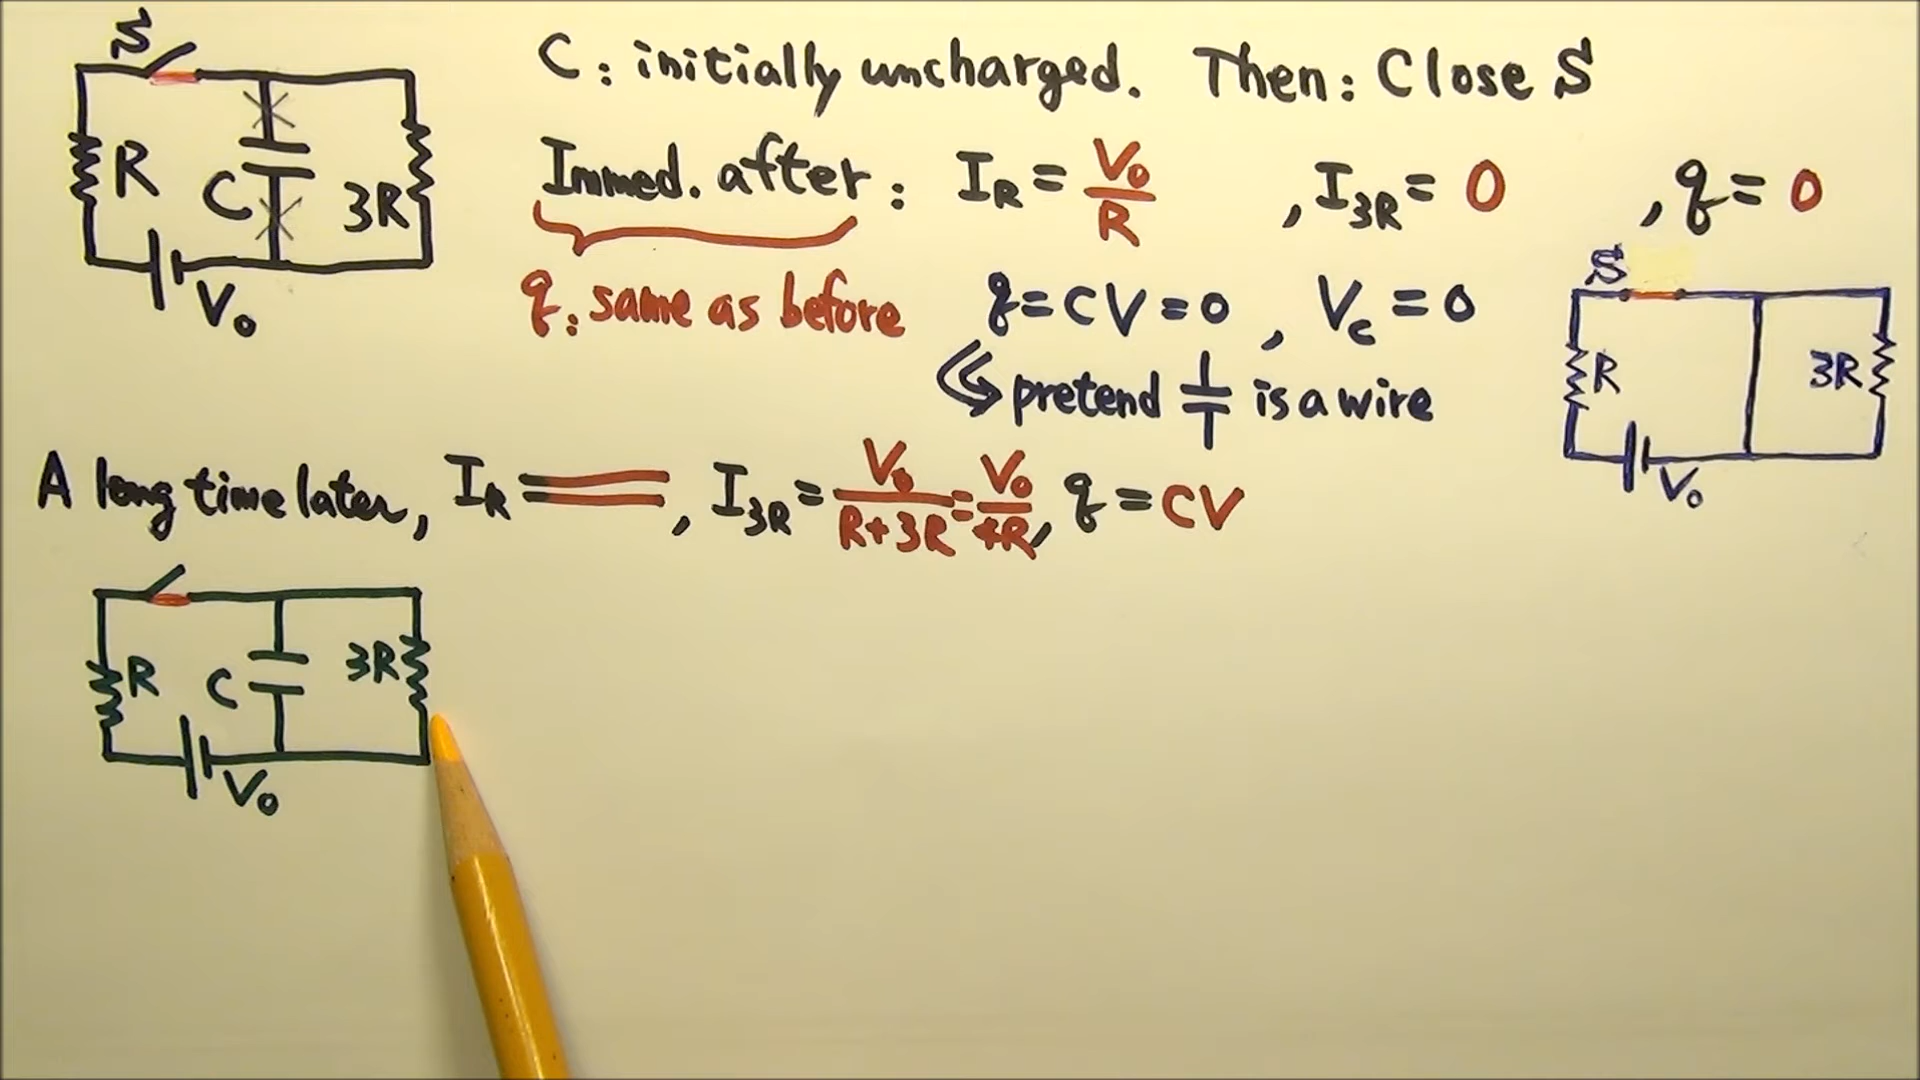 S
C: initially uncharged. Then: Close S
R
C
3R
V₀
Immed. after: I_R = V₀/R , I_3R = 0 , q = 0
q: same as before
q = CV = 0 , V_c = 0
pretend is a wire
S
R
3R
V₀
A long time later, I_R = , I_3R = V₀/(R+3R) = V₀/4R, q = CV
R
C
3R
V₀